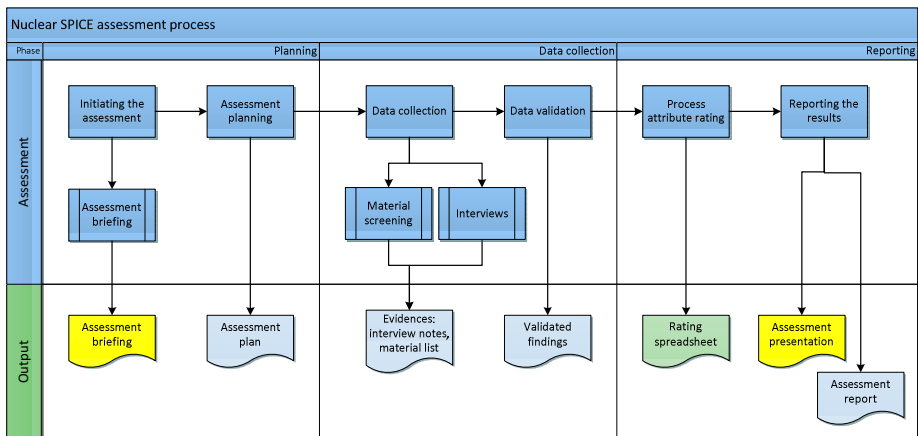 Nuclear SPICE assessment process
Phase
Planning
Data collection
Reporting
Assessment
Initiating the
assessment
Assessment
planning
Data collection
Data validation
Process
attribute rating
Reporting the
results
Assessment
briefing
Material
screening
Interviews
Output
Assessment
briefing
Assessment
plan
Evidences:
interview notes,
material list
Validated
findings
Rating
spreadsheet
Assessment
presentation
Assessment
report